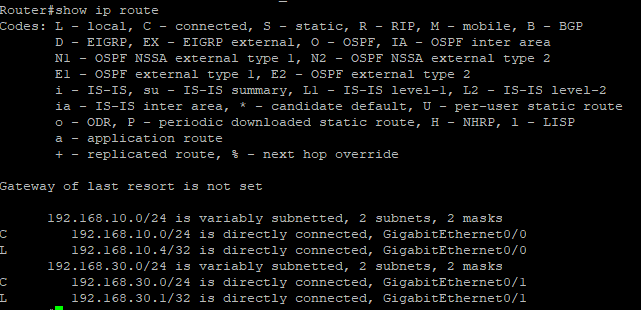 Router#show ip route
Codes: L - local, C - connected, S - static, R - RIP, M - mobile, B - BGP
       D - EIGRP, EX - EIGRP external, O - OSPF, IA - OSPF inter area
       N1 - OSPF NSSA external type 1, N2 - OSPF NSSA external type 2
       E1 - OSPF external type 1, E2 - OSPF external type 2
       i - IS-IS, su - IS-IS summary, L1 - IS-IS level-1, L2 - IS-IS level-2
       ia - IS-IS inter area, * - candidate default, U - per-user static route
       o - ODR, P - periodic downloaded static route, H - NHRP, l - LISP
       a - application route
       + - replicated route, % - next hop override

Gateway of last resort is not set

      192.168.10.0/24 is variably subnetted, 2 subnets, 2 masks
C        192.168.10.0/24 is directly connected, GigabitEthernet0/0
L        192.168.10.4/32 is directly connected, GigabitEthernet0/0
      192.168.30.0/24 is variably subnetted, 2 subnets, 2 masks
C        192.168.30.0/24 is directly connected, GigabitEthernet0/1
L        192.168.30.1/32 is directly connected, GigabitEthernet0/1